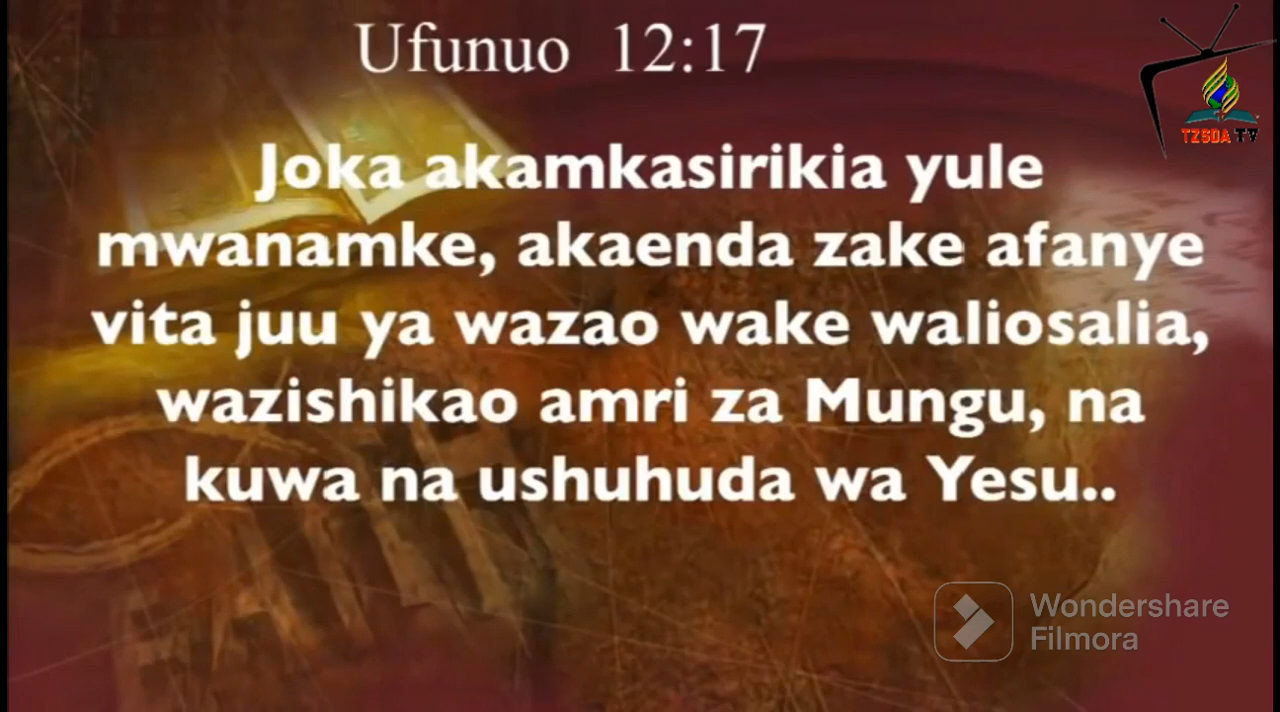 Ufunuo 12:17
TZSDA TV
Joka akamkasirikia yule
mwanamke, akaenda zake afanye
vita juu ya wazao wake waliosalia,
wazishikao amri za Mungu, na
kuwa na ushuhuda wa Yesu..
Wondershare
Filmora